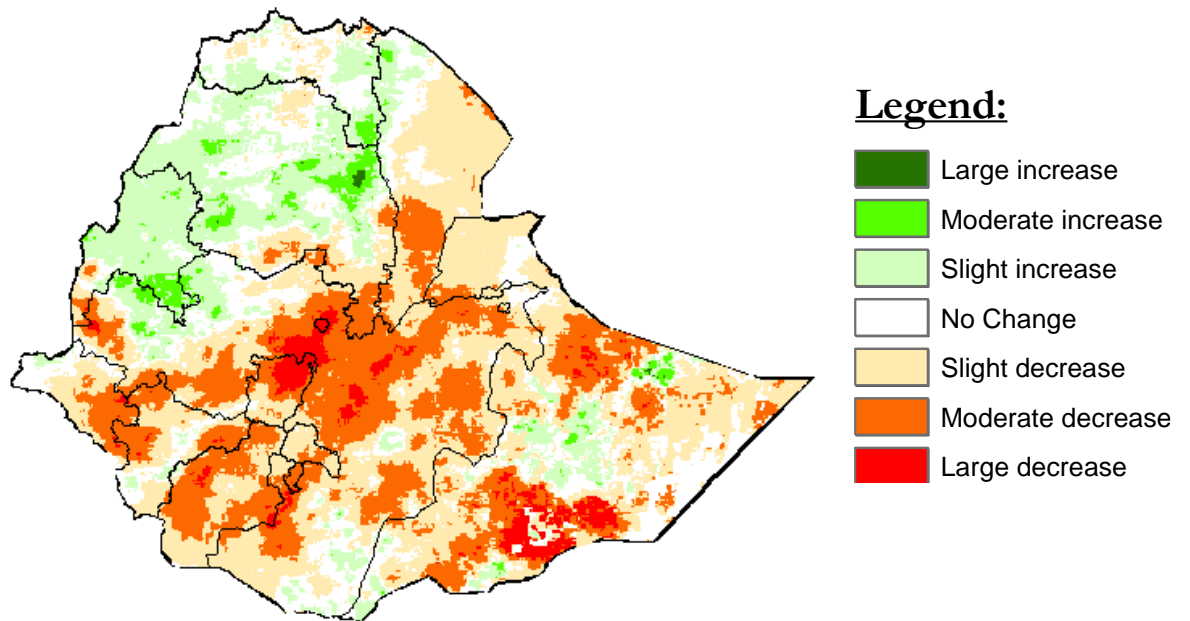 Legend:
Large increase
Moderate increase
Slight increase
No Change
Slight decrease
Moderate decrease
Large decrease